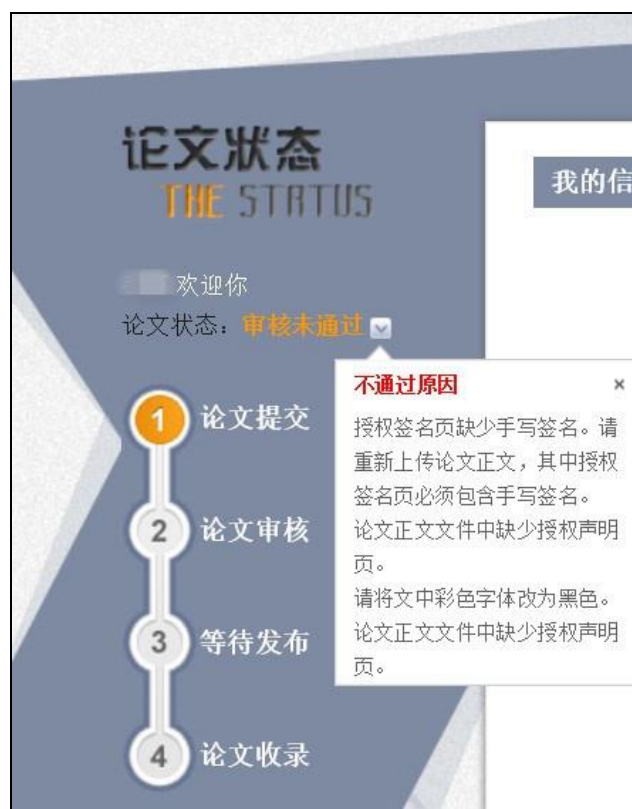 论文状态
THE STATUS
我的信
欢迎你
论文状态：审核未通过
不通过原因 ×
授权签名页缺少手写签名。请
重新上传论文正文，其中授权
签名页必须包含手写签名。
论文正文文件中缺少授权声明
页。
请将文中彩色字体改为黑色。
论文正文文件中缺少授权声明
页。
1 论文提交
2 论文审核
3 等待发布
4 论文收录